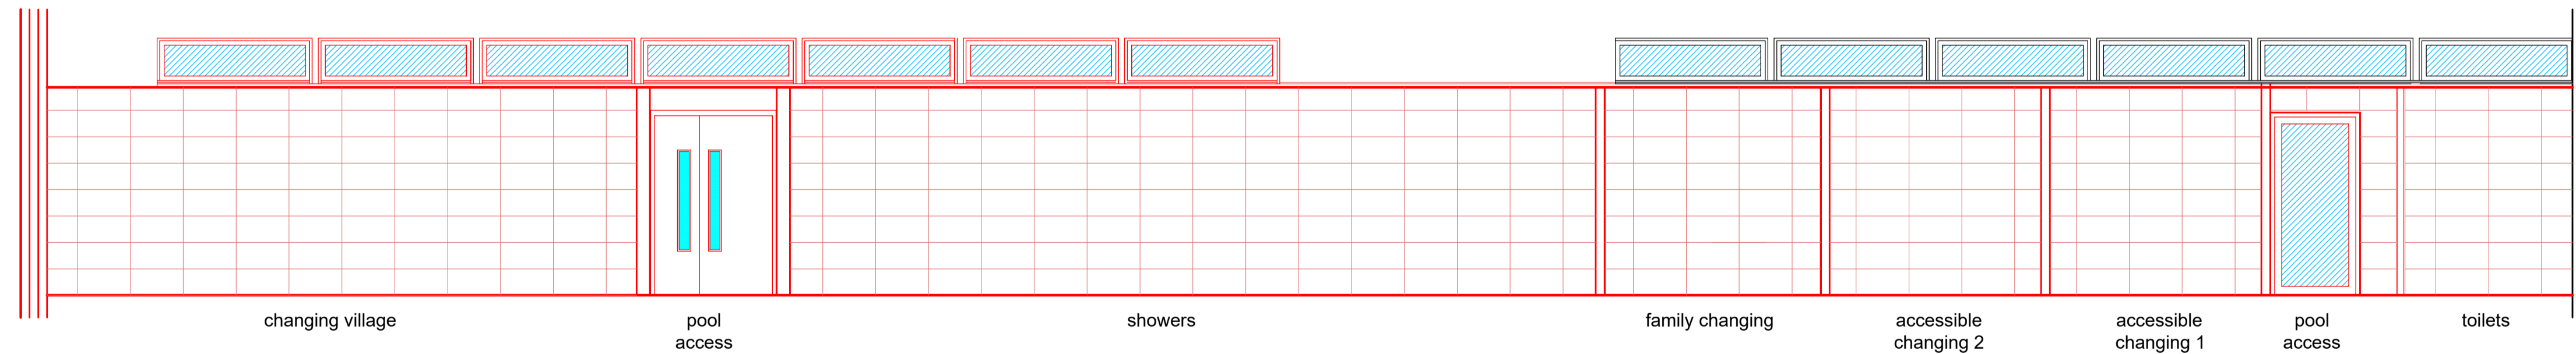 changing village
pool
access
showers
family changing
accessible
changing 2
accessible
changing 1
pool
access
toilets